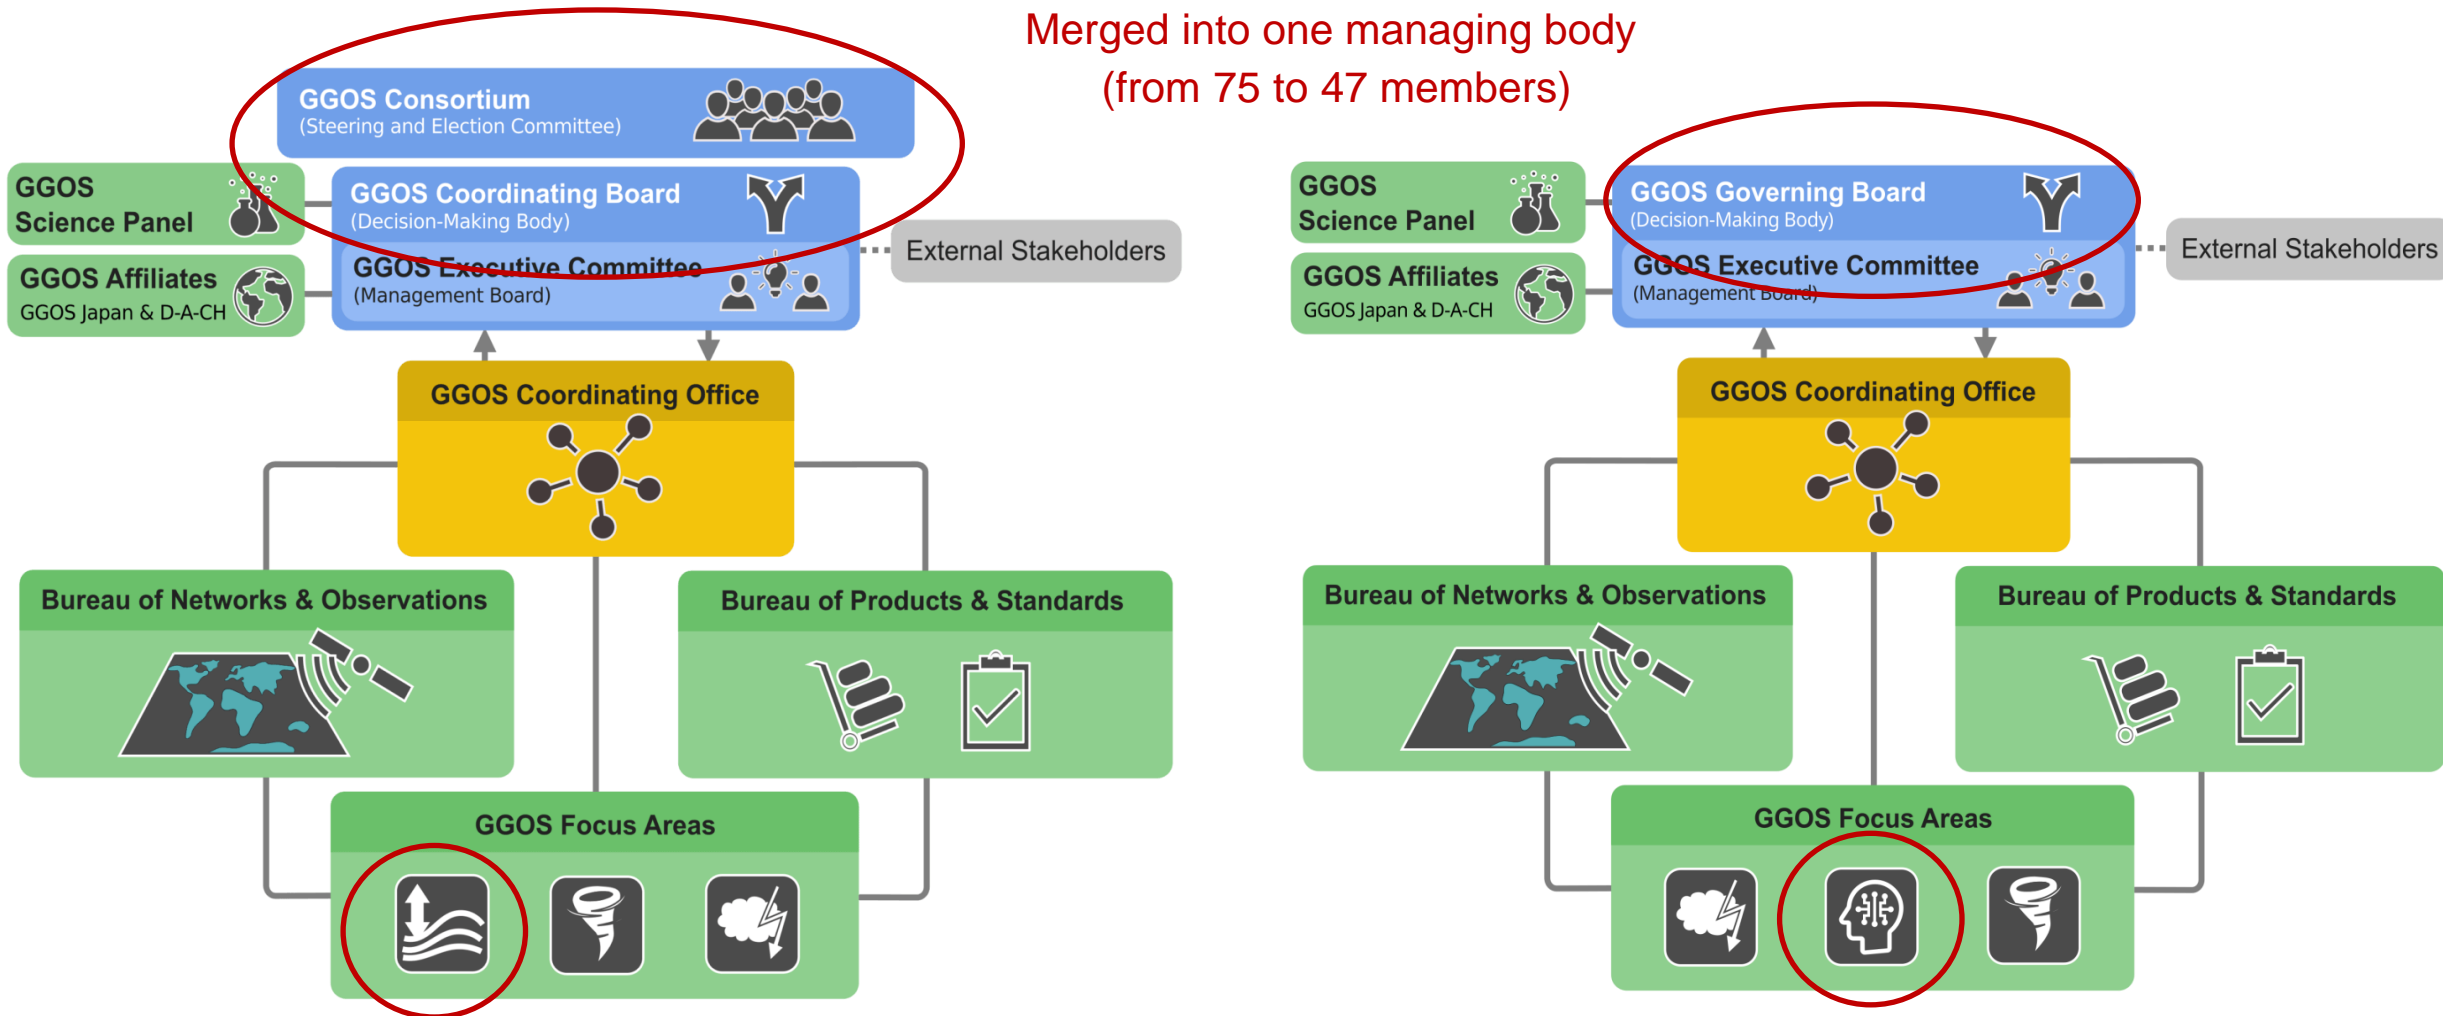 Merged into one managing body
(from 75 to 47 members)
GGOS Consortium
(Steering and Election Committee)
GGOS
Science Panel
GGOS Coordinating Board
(Decision-Making Body)
GGOS Affiliates
GGOS Japan & D-A-CH
GGOS Executive Committee
(Management Board)
External Stakeholders
GGOS Coordinating Office
Bureau of Networks & Observations
Bureau of Products & Standards
GGOS Focus Areas
GGOS
Science Panel
GGOS Governing Board
(Decision-Making Body)
GGOS Affiliates
GGOS Japan & D-A-CH
GGOS Executive Committee
(Management Board)
External Stakeholders
GGOS Coordinating Office
Bureau of Networks & Observations
Bureau of Products & Standards
GGOS Focus Areas